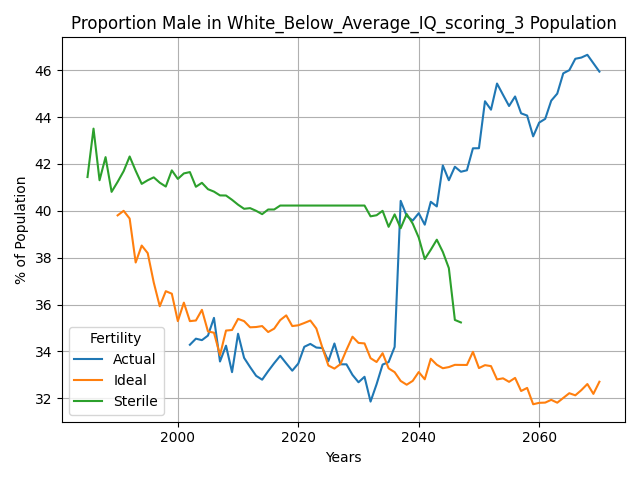 Proportion Male in White_Below_Average_IQ_scoring_3 Population
% of Population
46
44
42
40
38
36
34
32
Fertility
Actual
Ideal
Sterile
2000
2020
2040
2060
Years